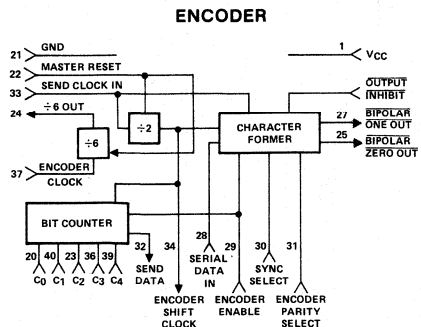 ENCODER
21 GND
1 VCC
22 MASTER RESET
33 SEND CLOCK IN
OUTPUT
INHIBIT
24 ÷6 OUT
÷2
CHARACTER
FORMER
27 BIPOLAR
ONE OUT
25 BIPOLAR
ZERO OUT
÷6
37 ENCODER
CLOCK
BIT COUNTER
20 40 23 36 39
C0 C1 C2 C3 C4
32
SEND
DATA
34
ENCODER
SHIFT
CLOCK
28
SERIAL
DATA
IN
29
ENCODER
ENABLE
30
SYNC
SELECT
31
ENCODER
PARITY
SELECT